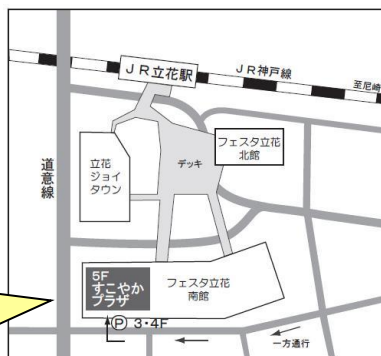 JR立花駅
JR神戸線
至尼崎
フェスタ立花
北館
立花
ジョイ
タウン
デッキ
道意線
5F
すこやか
プラザ
フェスタ立花
南館
Ⓟ 3・4F
一方通行